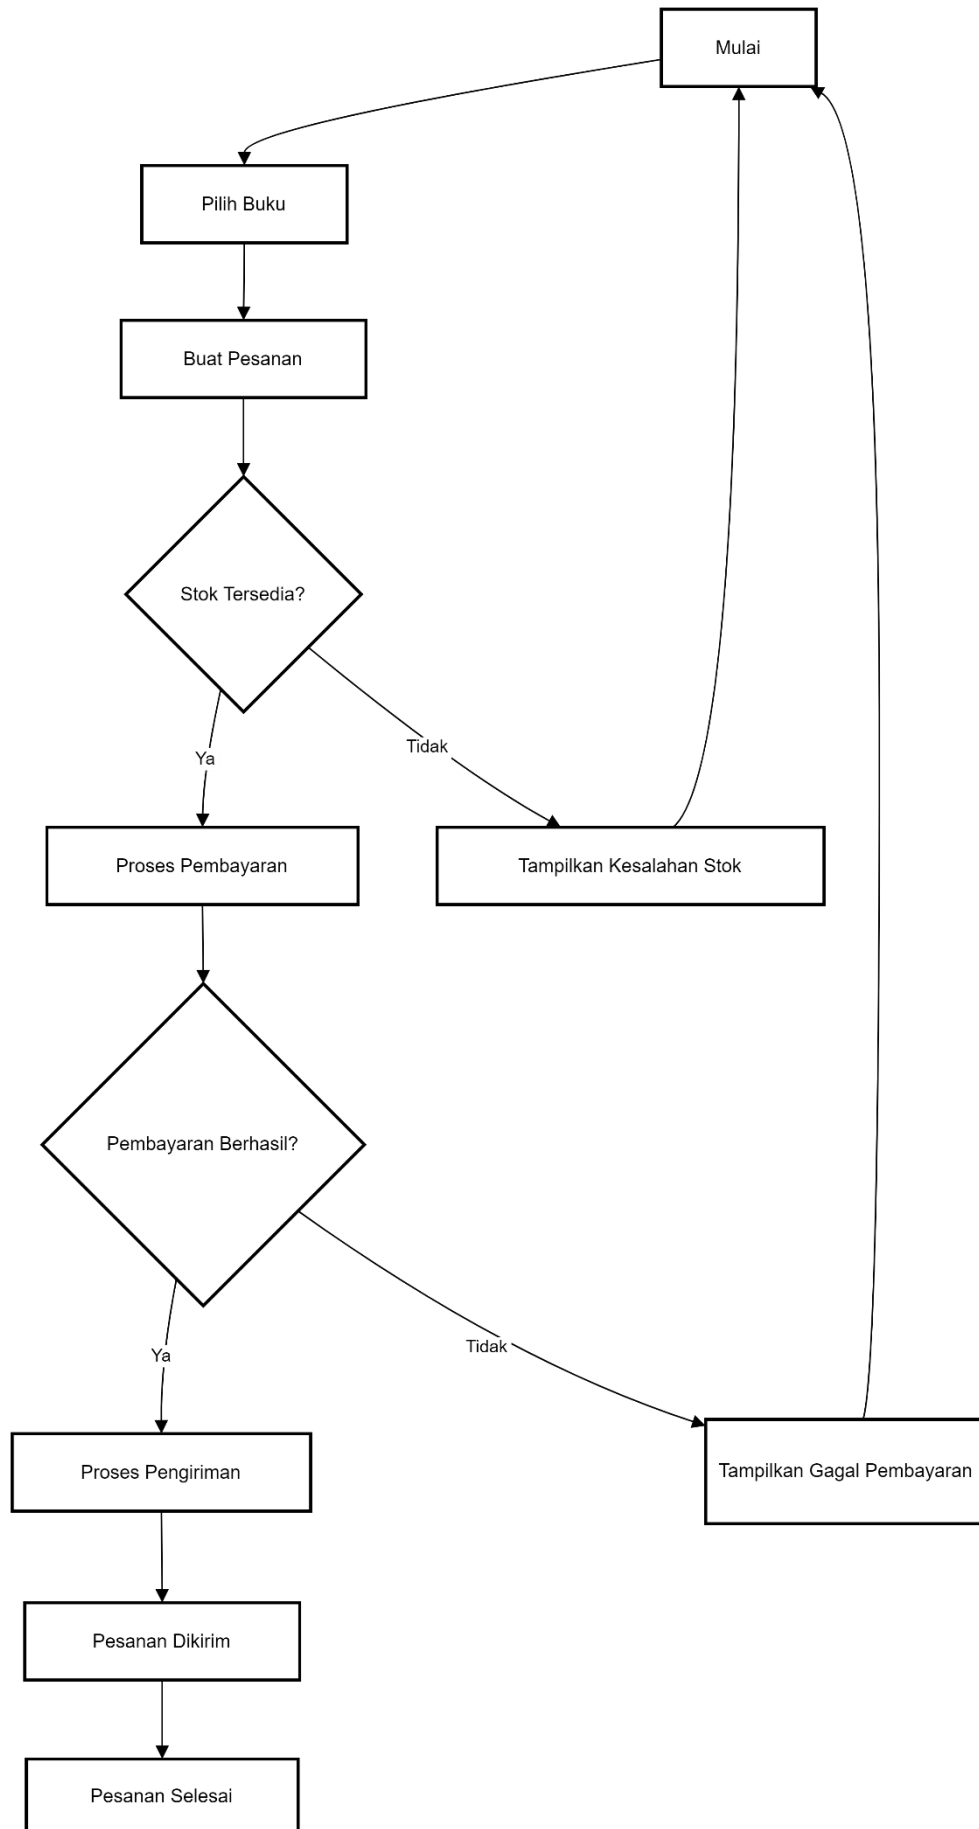 Mulai
Pilih Buku
Buat Pesanan
Stok Tersedia?
Tidak
Ya
Proses Pembayaran
Tampilkan Kesalahan Stok
Pembayaran Berhasil?
Tidak
Ya
Proses Pengiriman
Tampilkan Gagal Pembayaran
Pesanan Dikirim
Pesanan Selesai